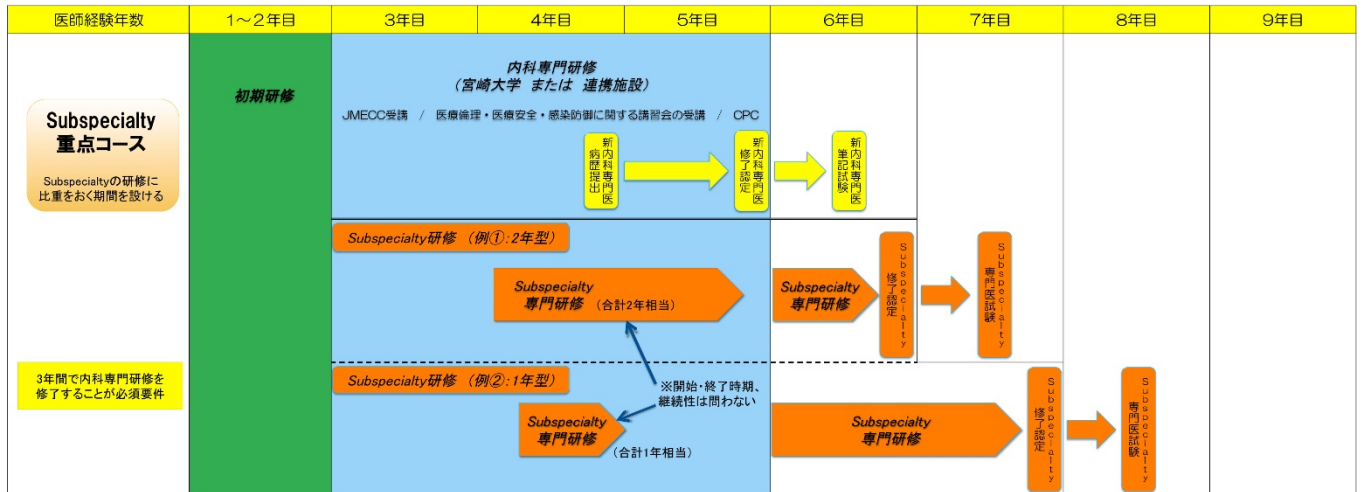 医師経験年数
1～2年目
3年目
4年目
5年目
6年目
7年目
8年目
9年目
Subspecialty
重点コース
Subspecialtyの研修に
比重をおく期間を設ける
初期研修
内科専門研修
(宮崎大学 または 連携施設)
JMECC受講 / 医療倫理・医療安全・感染防御に関する講習会の受講 / CPC
新内科専門医
病歴提出
新内科専門医
修了認定
新内科専門医
筆記試験
Subspecialty研修 (例①:2年型)
Subspecialty
専門研修 (合計2年相当)
Subspecialty
専門研修
Subspecialty
修了認定
Subspecialty
専門医試験
3年間で内科専門研修を
修了することが必須要件
Subspecialty研修 (例②:1年型)
※開始・終了時期、
継続性は問わない
Subspecialty
専門研修
(合計1年相当)
Subspecialty
専門研修
Subspecialty
修了認定
Subspecialty
専門医試験